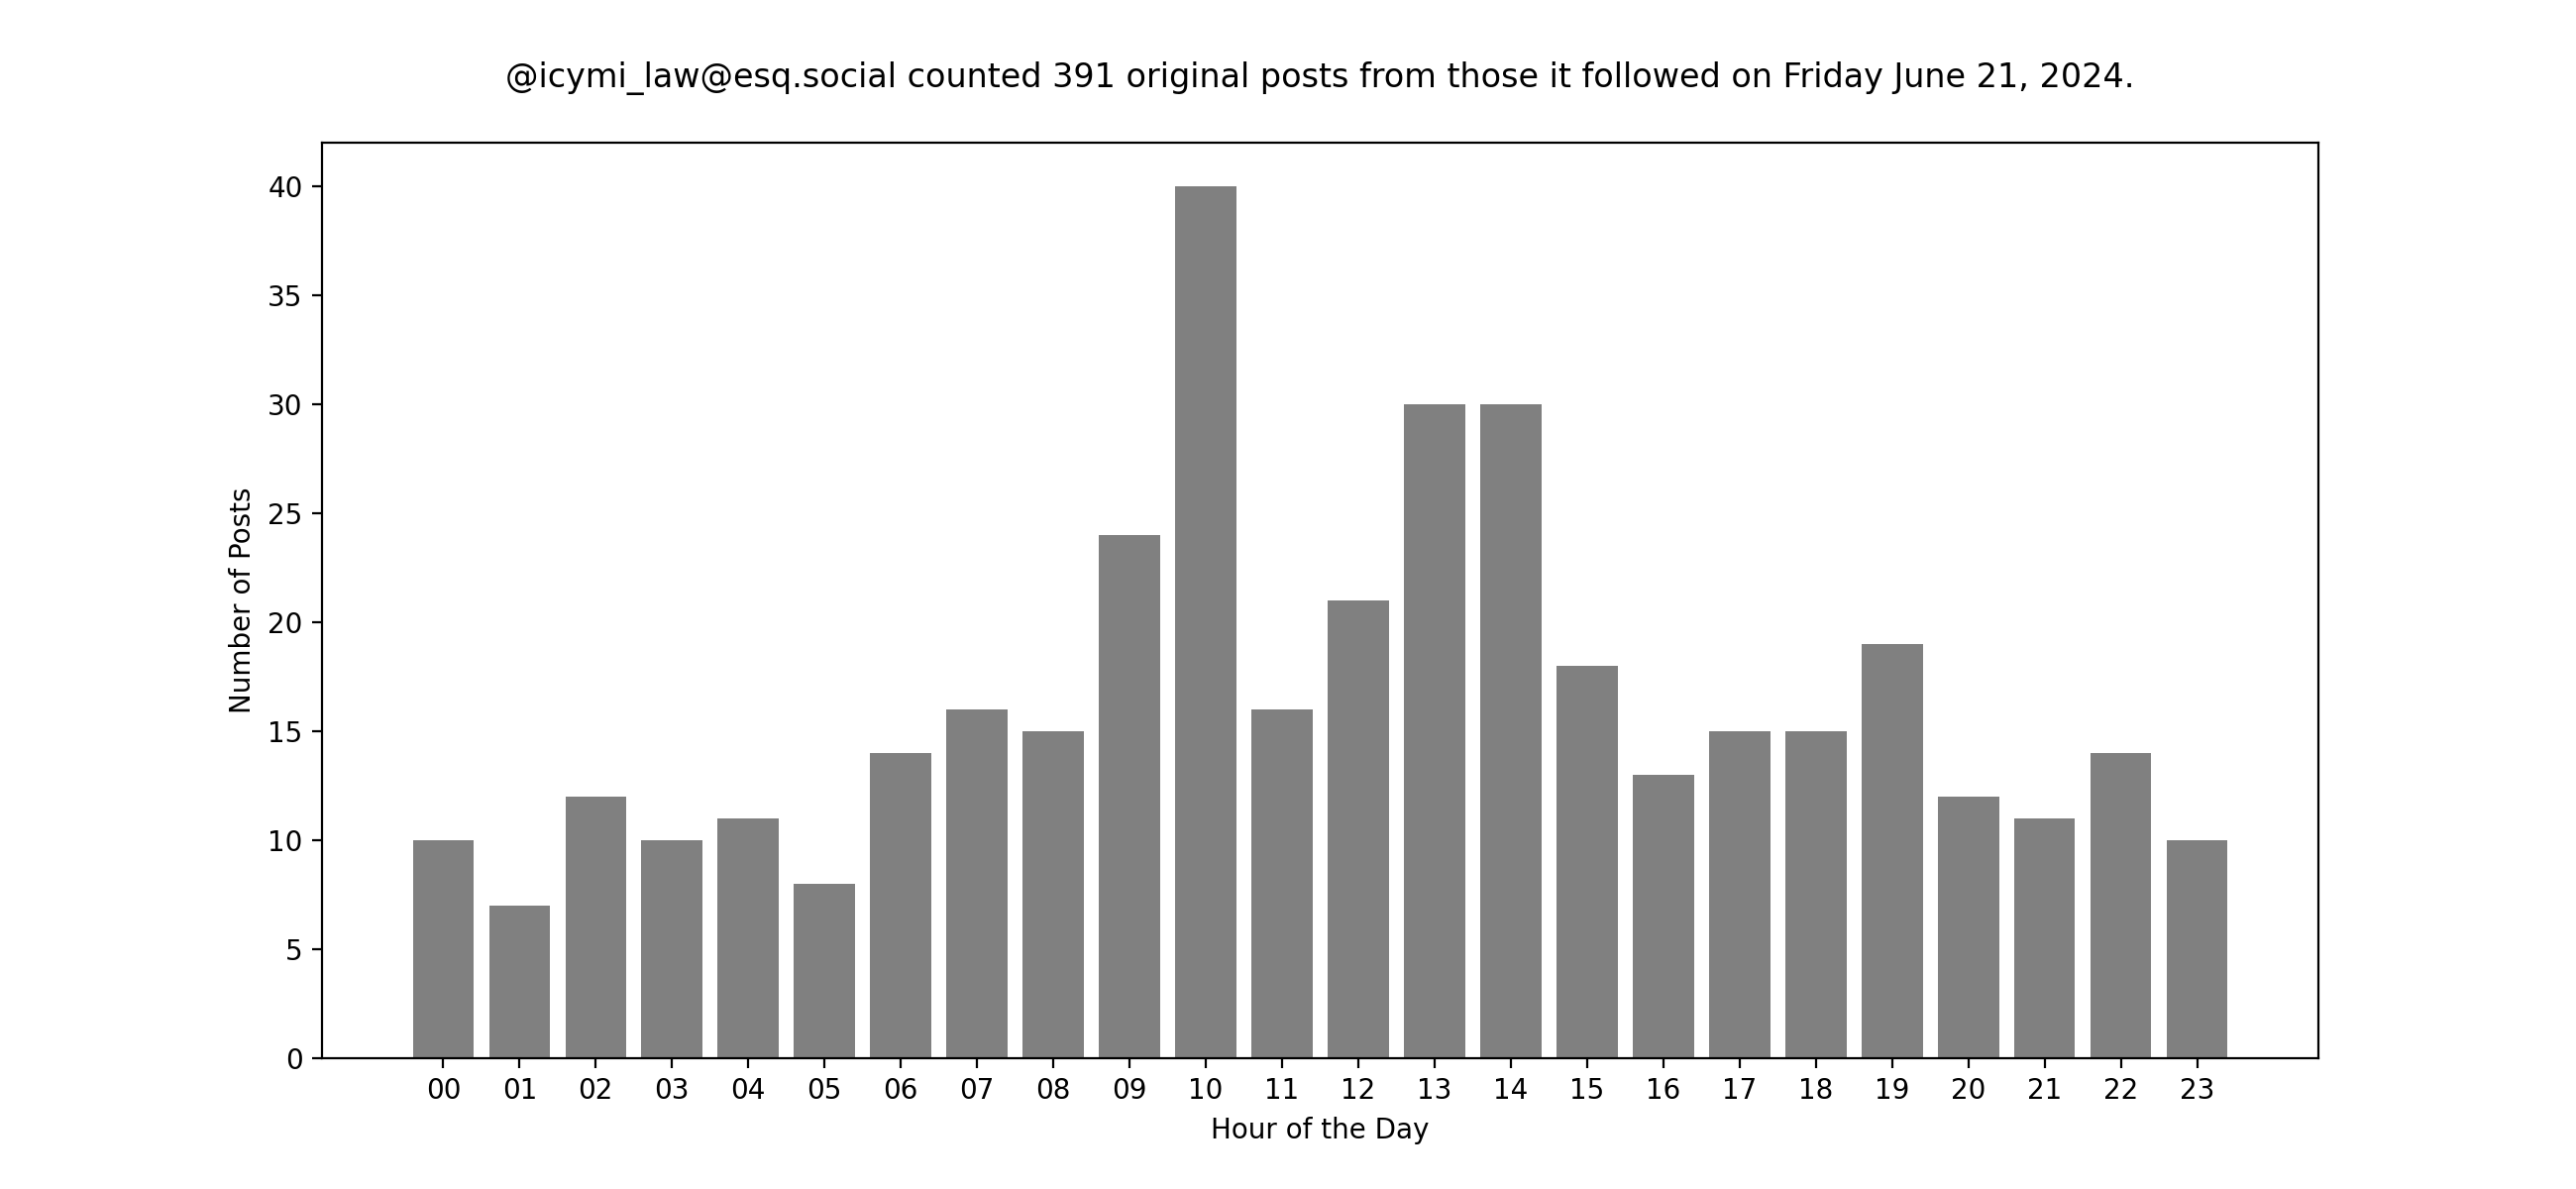 @icymi_law@esq.social counted 391 original posts from those it followed on Friday June 21, 2024.
40
35
30
25
20
15
10
5
0
Number of Posts
00 01 02 03 04 05 06 07 08 09 10 11 12 13 14 15 16 17 18 19 20 21 22 23
Hour of the Day